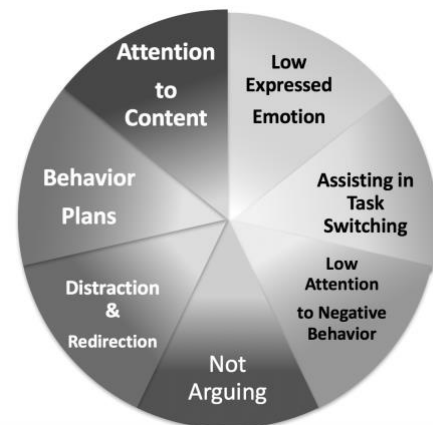 Attention
to
Content
Low
Expressed
Emotion
Assisting in
Task
Switching
Low
Attention
to Negative
Behavior
Not
Arguing
Distraction
&
Redirection
Behavior
Plans